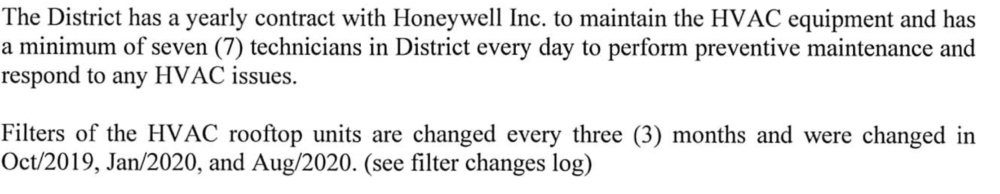 The District has a yearly contract with Honeywell Inc. to maintain the HVAC equipment and has
a minimum of seven (7) technicians in District every day to perform preventive maintenance and
respond to any HVAC issues.
Filters of the HVAC rooftop units are changed every three (3) months and were changed in
Oct/2019, Jan/2020, and Aug/2020. (see filter changes log)